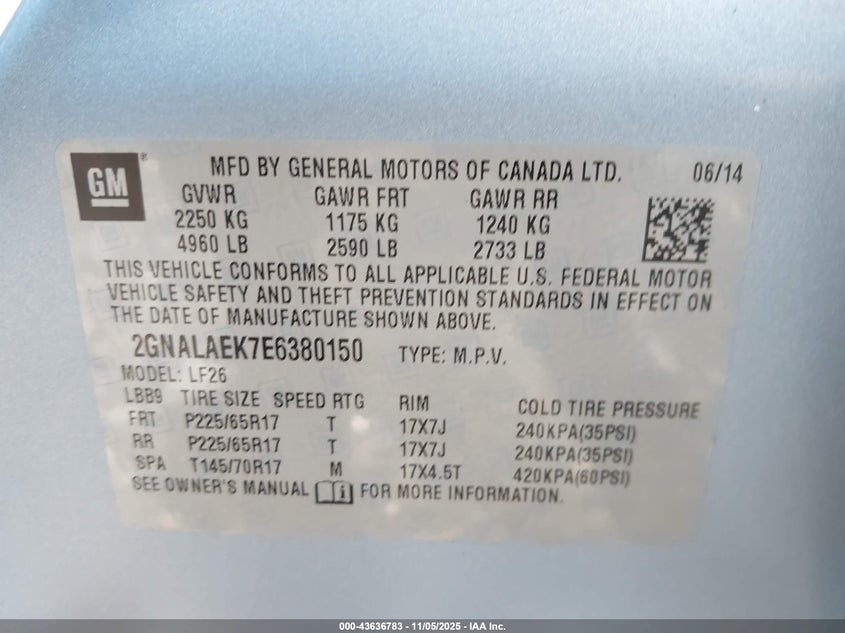 GM ® MFD BY GENERAL MOTORS OF CANADA LTD. 06/14
GVWR GAWR FRT GAWR RR
2250 KG 1175 KG 1240 KG
4960 LB 2590 LB 2733 LB
THIS VEHICLE CONFORMS TO ALL APPLICABLE U.S. FEDERAL MOTOR
VEHICLE SAFETY AND THEFT PREVENTION STANDARDS IN EFFECT ON
THE DATE OF MANUFACTURE SHOWN ABOVE.
2GNALAEK7E6380150 TYPE: M.P.V.
MODEL: LF26
LBB9 TIRE SIZE SPEED RTG RIM COLD TIRE PRESSURE
FRT P225/65R17 T 17X7J 240KPA(35PSI)
RR P225/65R17 T 17X7J 240KPA(35PSI)
SPA T145/70R17 M 17X4.5T 420KPA(60PSI)
SEE OWNER'S MANUAL FOR MORE INFORMATION.
000-43636783 - 11/05/2025 - IAA Inc.